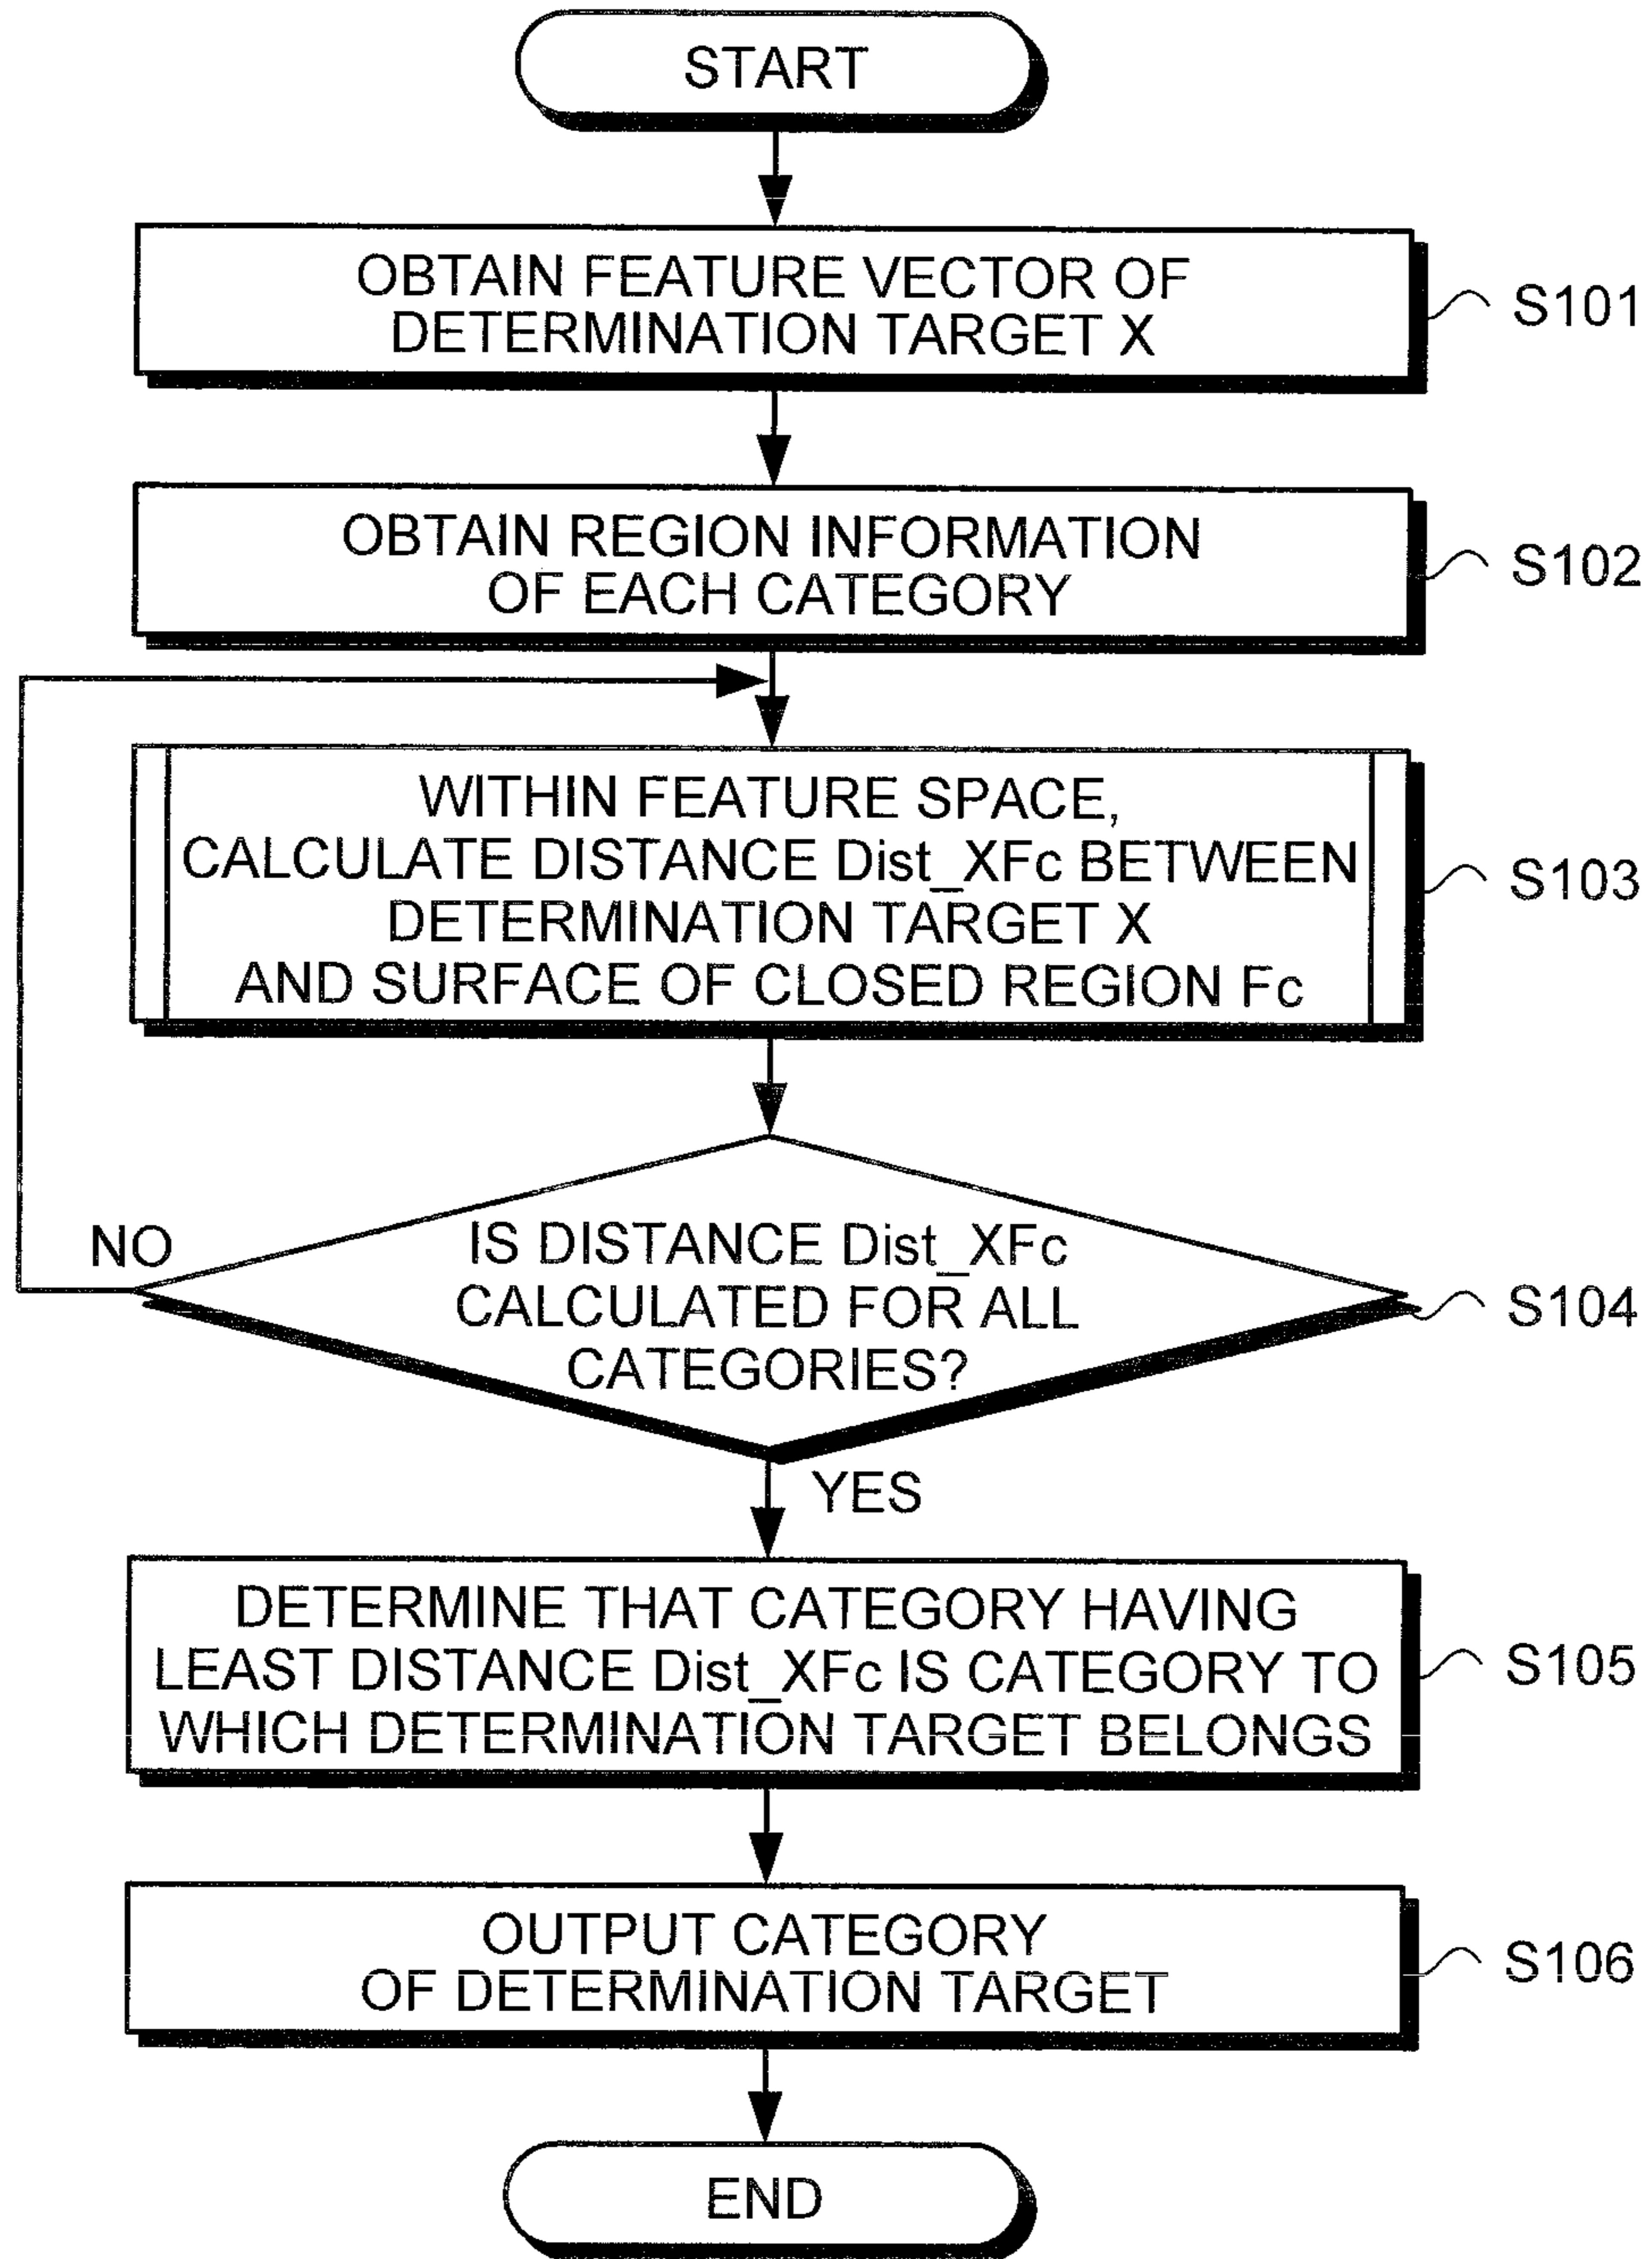 START
OBTAIN FEATURE VECTOR OF
DETERMINATION TARGET X
S101
OBTAIN REGION INFORMATION
OF EACH CATEGORY
S102
WITHIN FEATURE SPACE,
CALCULATE DISTANCE Dist_XFc BETWEEN
DETERMINATION TARGET X
AND SURFACE OF CLOSED REGION Fc
S103
NO
IS DISTANCE Dist_XFc
CALCULATED FOR ALL
CATEGORIES?
S104
YES
DETERMINE THAT CATEGORY HAVING
LEAST DISTANCE Dist_XFc IS CATEGORY TO
WHICH DETERMINATION TARGET BELONGS
S105
OUTPUT CATEGORY
OF DETERMINATION TARGET
S106
END